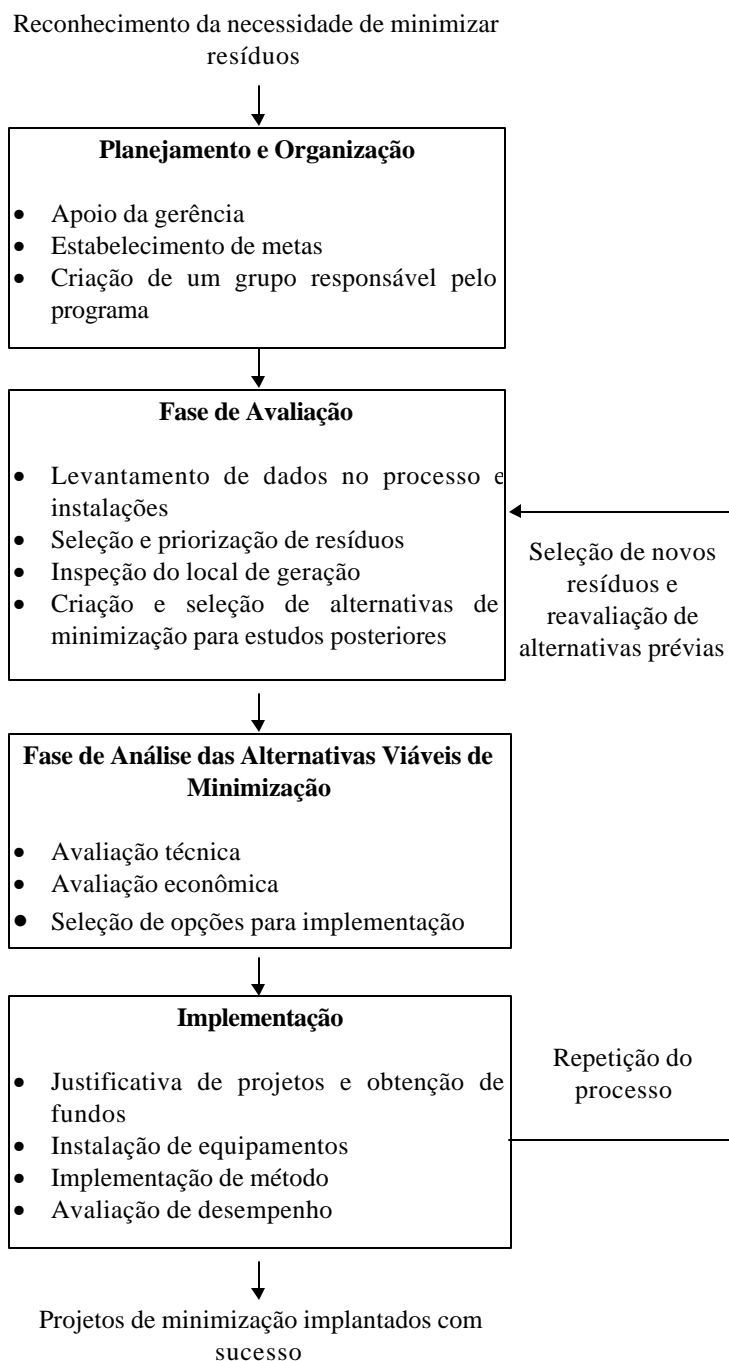 Reconhecimento da necessidade de minimizar
resíduos
Planejamento e Organização
• Apoio da gerência
• Estabelecimento de metas
• Criação de um grupo responsável pelo
programa
Fase de Avaliação
• Levantamento de dados no processo e
instalações
• Seleção e priorização de resíduos
• Inspeção do local de geração
• Criação e seleção de alternativas de
minimização para estudos posteriores
Seleção de novos
resíduos e
reavaliação de
alternativas prévias
Fase de Análise das Alternativas Viáveis de
Minimização
• Avaliação técnica
• Avaliação econômica
• Seleção de opções para implementação
Implementação
• Justificativa de projetos e obtenção de
fundos
• Instalação de equipamentos
• Implementação de método
• Avaliação de desempenho
Repetição do
processo
Projetos de minimização implantados com
sucesso